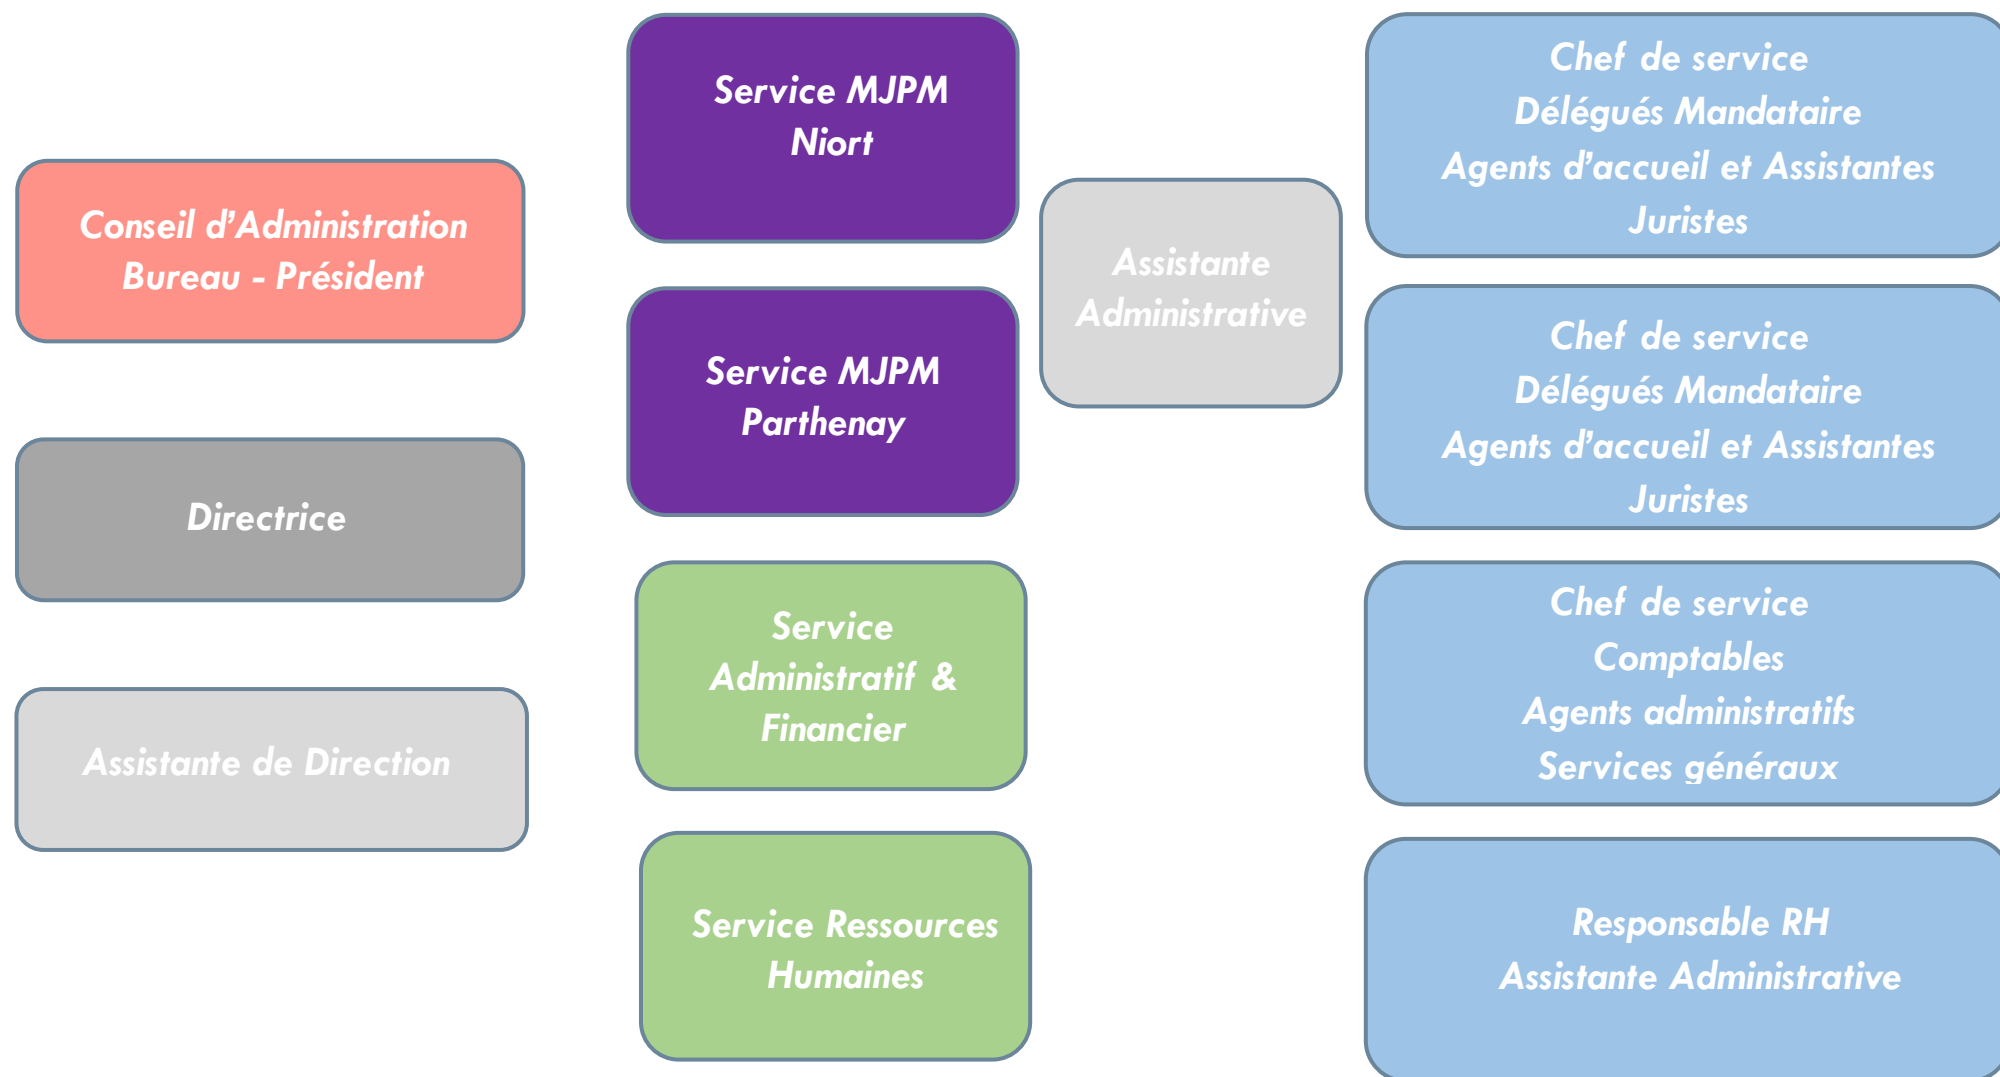 Conseil d'Administration
Bureau - Président
Directrice
Assistante de Direction
Service MJPM
Niort
Service MJPM
Parthenay
Service
Administratif &
Financier
Service Ressources
Humaines
Assistante
Administrative
Chef de service
Délégués Mandataire
Agents d'accueil et Assistantes
Juristes
Chef de service
Délégués Mandataire
Agents d'accueil et Assistantes
Juristes
Chef de service
Comptables
Agents administratifs
Services généraux
Responsable RH
Assistante Administrative